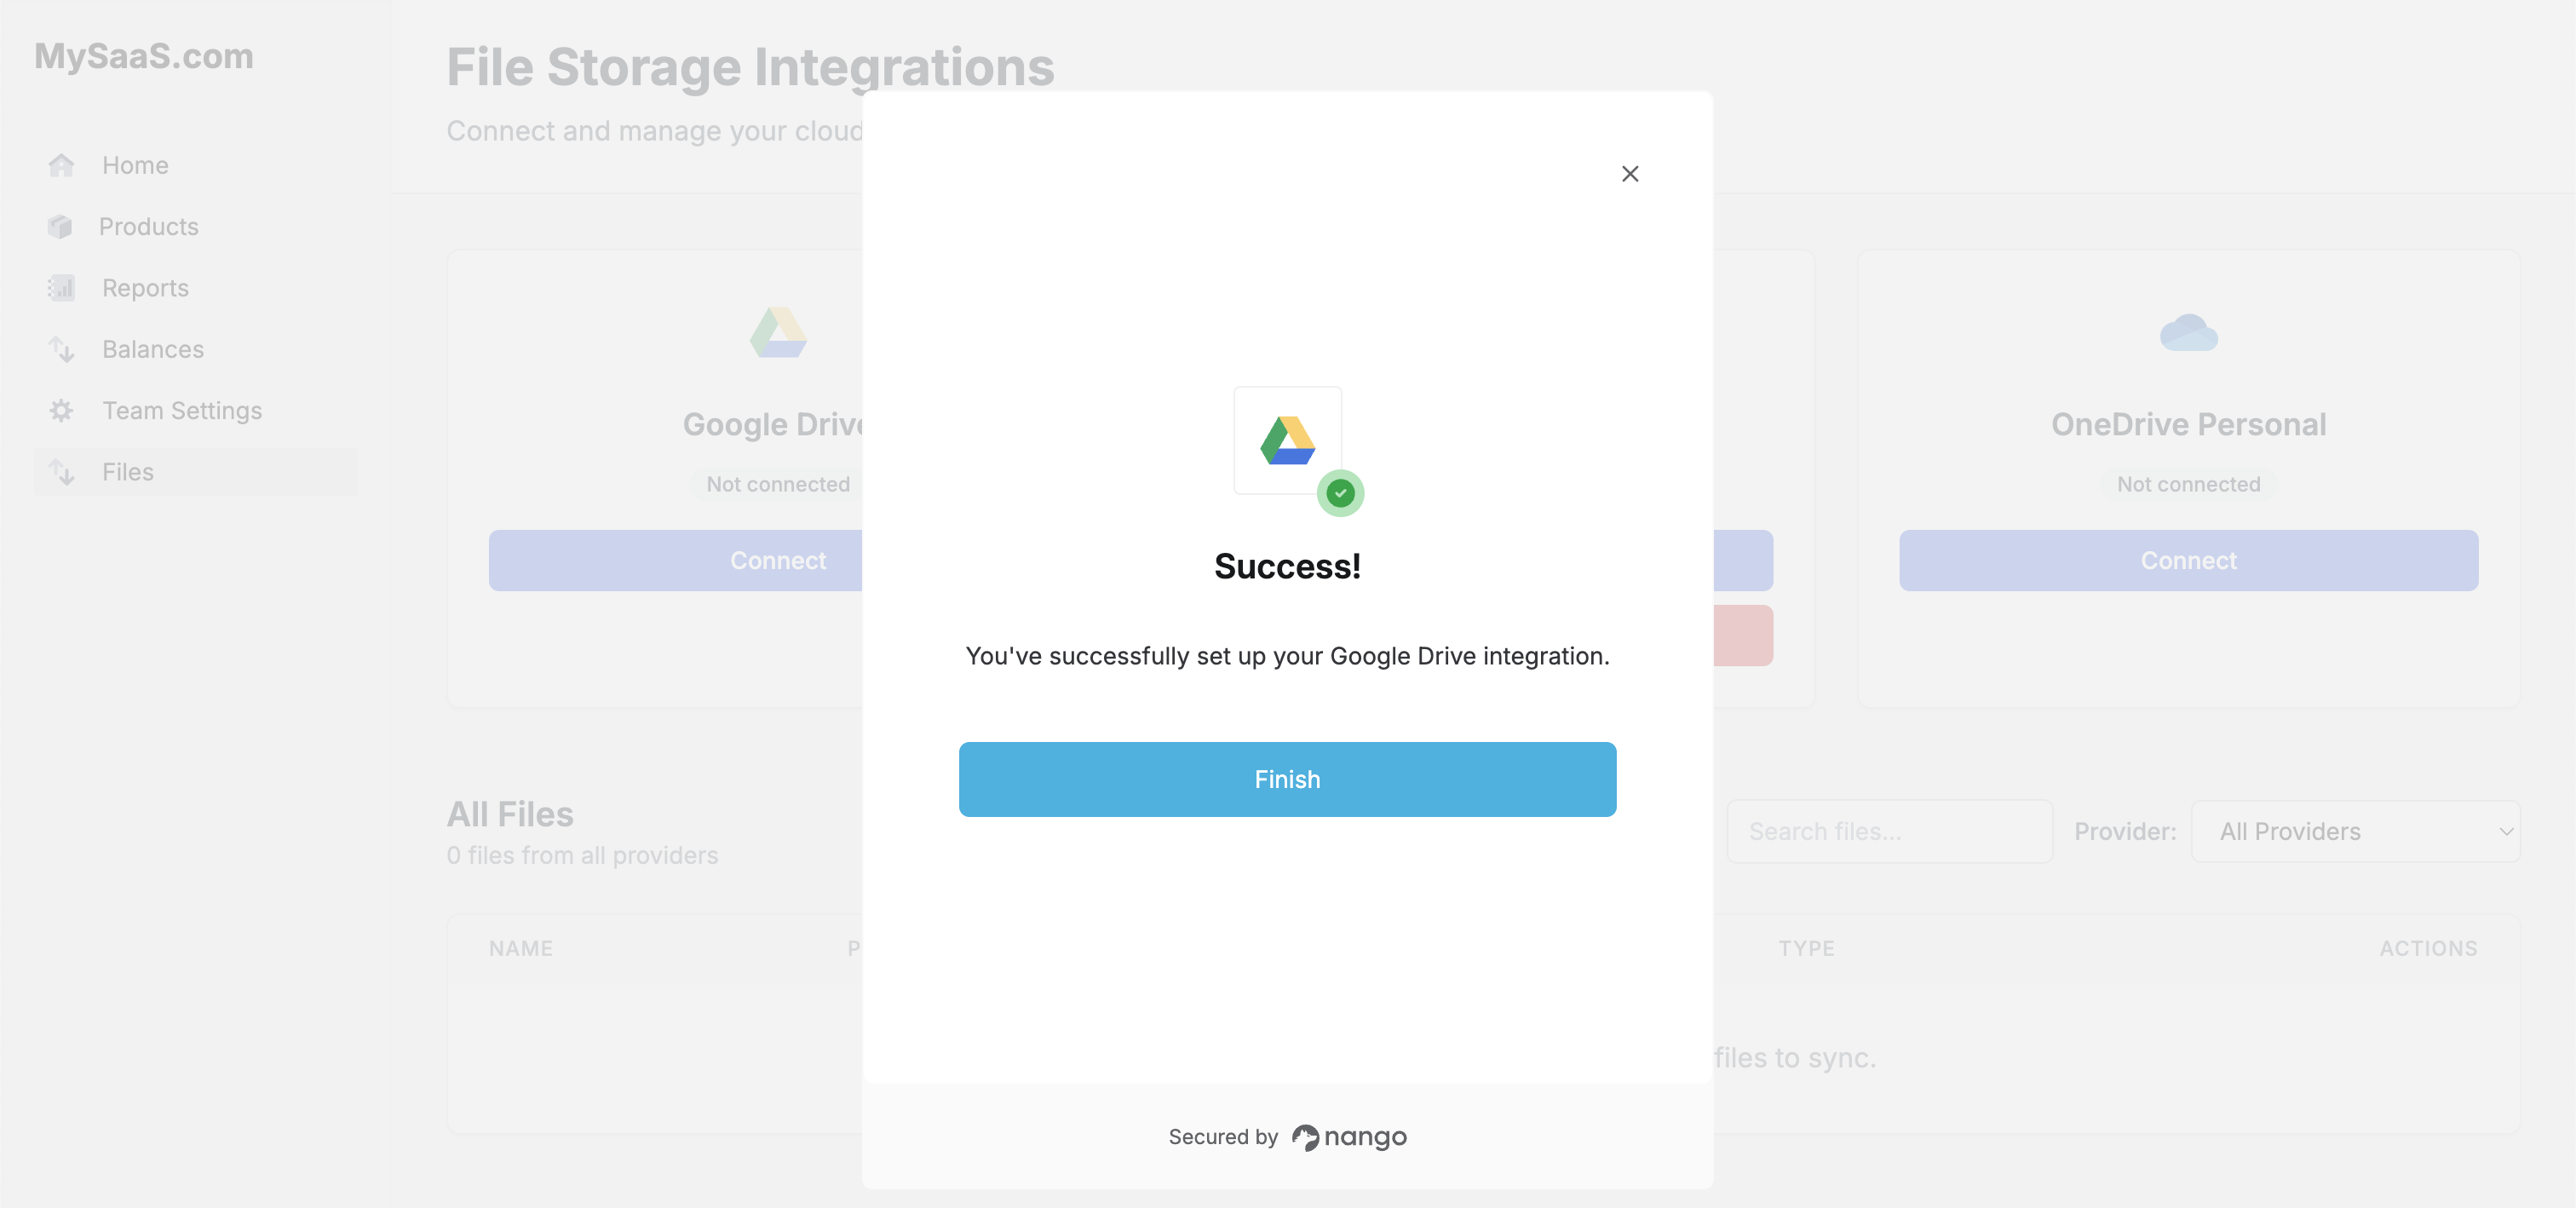 MySaaS.com
Home
Products
Reports
Balances
Team Settings
Files
File Storage Integrations
Connect and manage your cloud
Google Drive
Not connected
Connect
OneDrive Personal
Not connected
Connect
Success!
You've successfully set up your Google Drive integration.
Finish
Secured by nango
All Files
0 files from all providers
Search files...
Provider:
All Providers
NAME
TYPE
ACTIONS
files to sync.